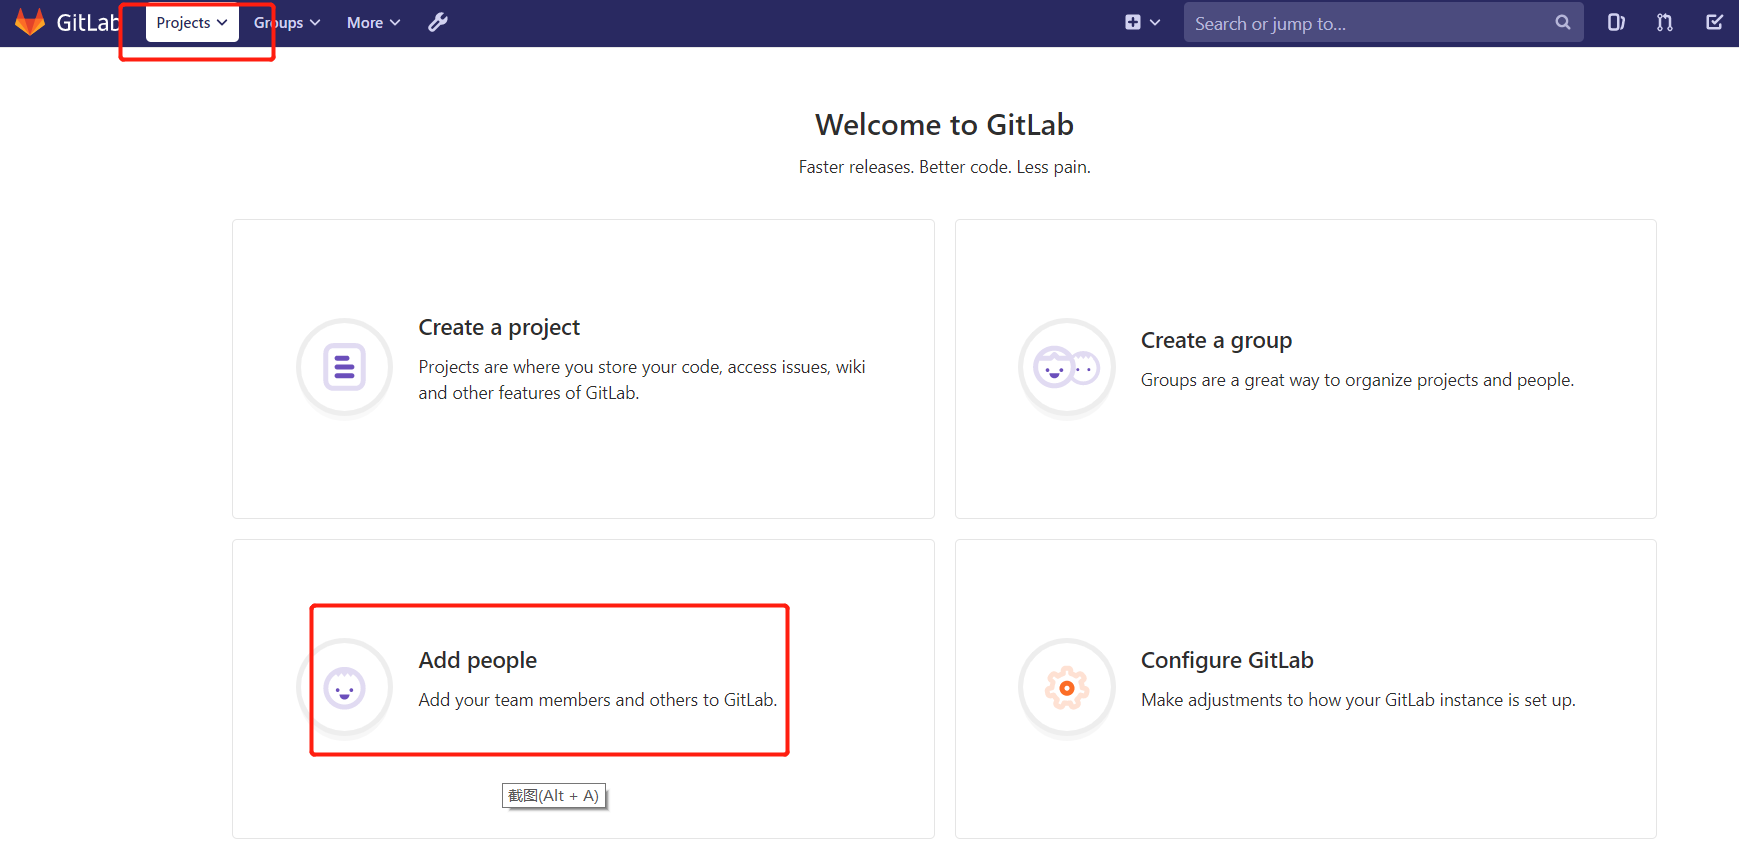 GitLab Projects Groups More Search or jump to...
Welcome to GitLab
Faster releases. Better code. Less pain.
Create a project
Projects are where you store your code, access issues, wiki
and other features of GitLab.
Create a group
Groups are a great way to organize projects and people.
Add people
Add your team members and others to GitLab.
Configure GitLab
Make adjustments to how your GitLab instance is set up.
截图(Alt + A)